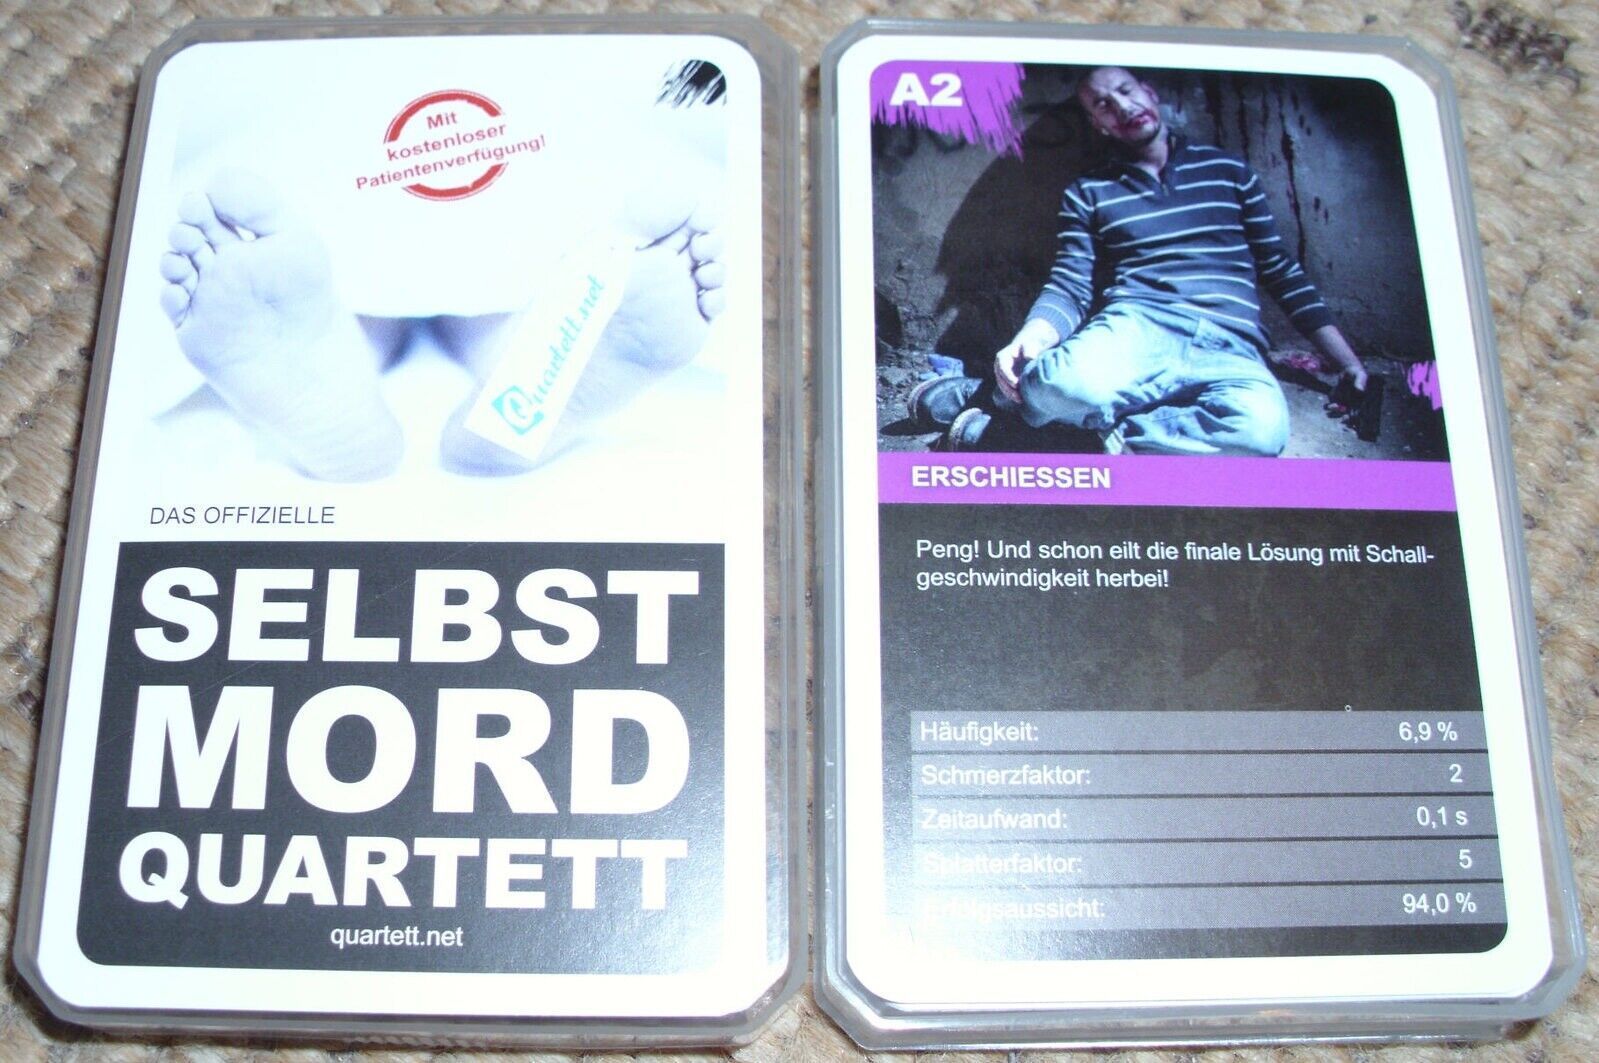 Mit
kostenloser
Patientenverfügung!
Quartett.net
DAS OFFIZIELLE
SELBST
MORD
QUARTETT
quartett.net
A2
ERSCHIESSEN
Peng! Und schon eilt die finale Lösung mit Schall-
geschwindigkeit herbei!
Häufigkeit: 6,9 %
Schmerzfaktor: 2
Zeitaufwand: 0,1 s
Splatterfaktor: 5
Erfolgsaussicht: 94,0 %